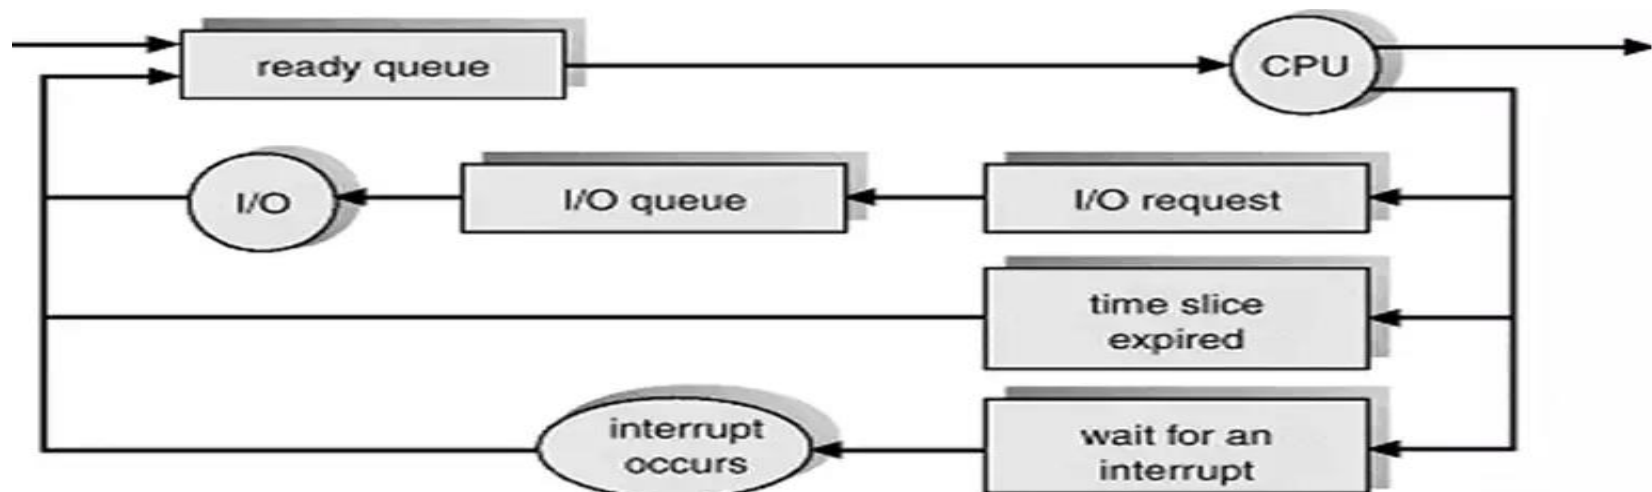 ready queue
CPU
I/O
I/O queue
I/O request
time slice
expired
interrupt
occurs
wait for an
interrupt